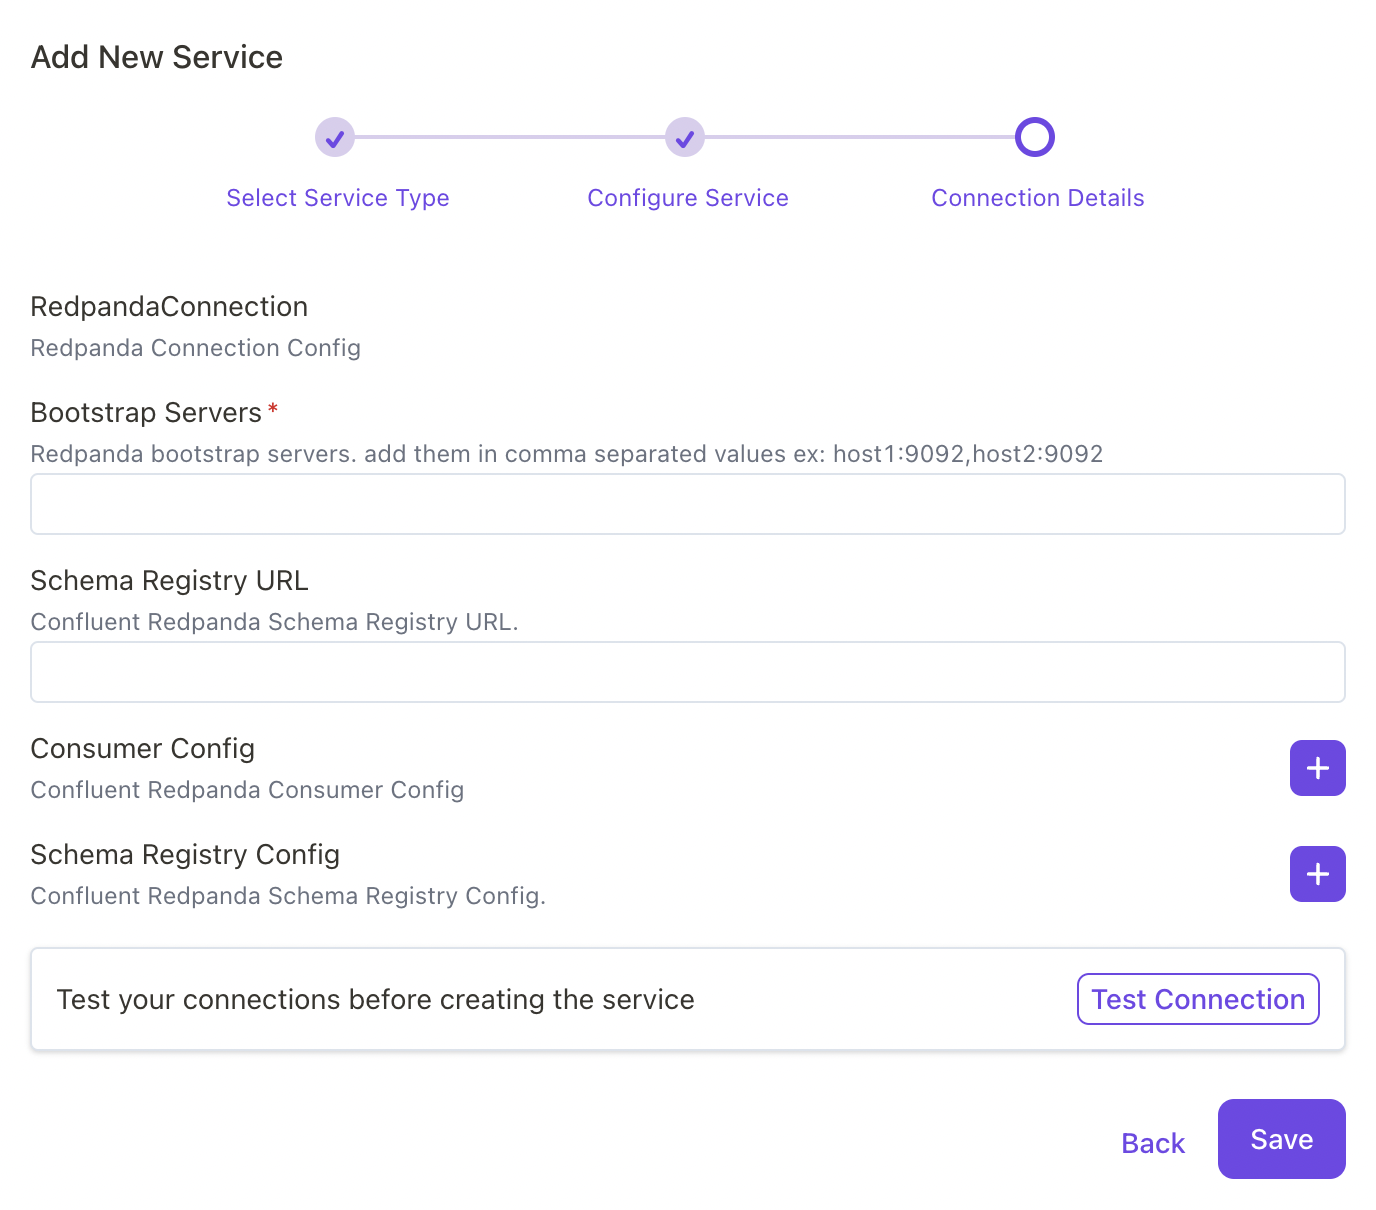 Add New Service
Select Service Type
Configure Service
Connection Details
RedpandaConnection
Redpanda Connection Config
Bootstrap Servers *
Redpanda bootstrap servers. add them in comma separated values ex: host1:9092,host2:9092
Schema Registry URL
Confluent Redpanda Schema Registry URL.
Consumer Config
Confluent Redpanda Consumer Config
Schema Registry Config
Confluent Redpanda Schema Registry Config.
Test your connections before creating the service
Test Connection
Back
Save